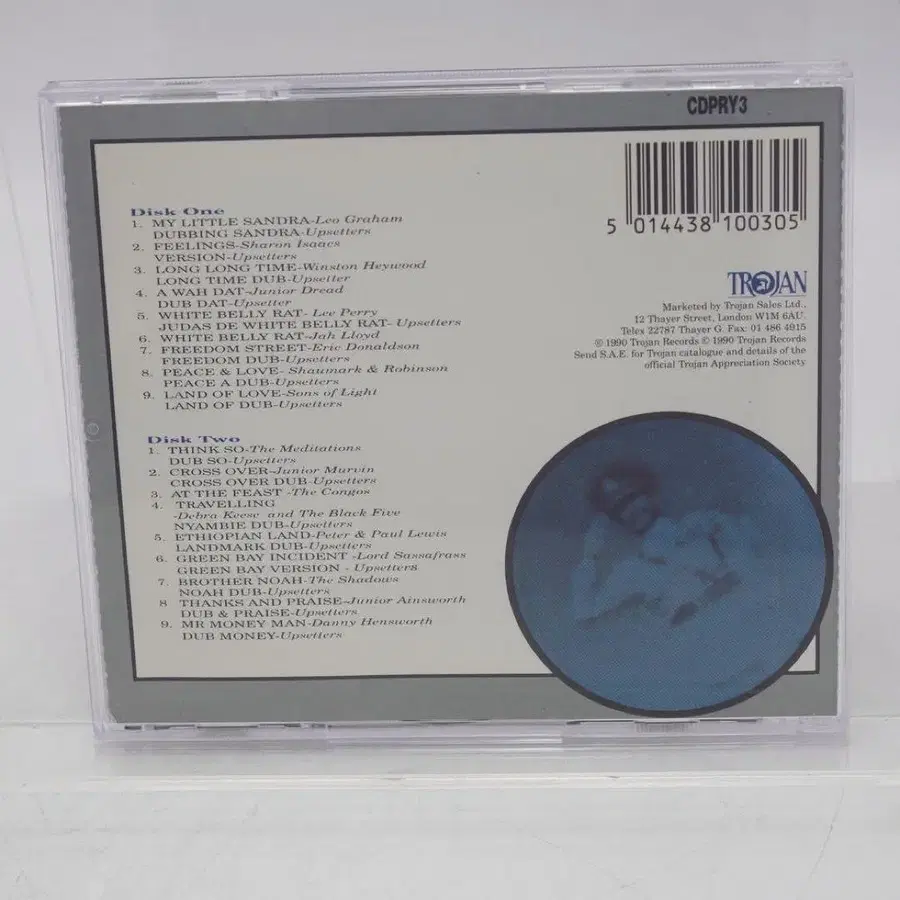 CDPRY3
Disk One
1. MY LITTLE SANDRA-Leo Graham
DUBBING SANDRA-Upsetters
2. FEELINGS-Sharon Isaacs
VERSION-Upsetters
3. LONG LONG TIME-Winston Heywood
LONG TIME DUB-Upsetter
4. A WAH DAT-Junior Dread
DUB DAT-Upsetter
5. WHITE BELLY RAT- Lee Perry
JUDAS DE WHITE BELLY RAT- Upsetters
6. WHITE BELLY RAT-Jah Lloyd
7. FREEDOM STREET-Eric Donaldson
FREEDOM DUB-Upsetters
8. PEACE & LOVE- Shaumark & Robinson
PEACE A DUB-Upsetters
9. LAND OF LOVE-Sons of Light
LAND OF DUB-Upsetters
Disk Two
1. THINK SO-The Meditations
DUB SO-Upsetters
2. CROSS OVER-Junior Murvin
CROSS OVER DUB-Upsetters
3. AT THE FEAST -The Congos
4. TRAVELLING
-Debra Keese and The Black Five
NYAMBIE DUB-Upsetters
5. ETHIOPIAN LAND-Peter & Paul Lewis
LANDMARK DUB-Upsetters
6. GREEN BAY INCIDENT -Lord Sassafrass
GREEN BAY VERSION - Upsetters
7. BROTHER NOAH-The Shadows
NOAH DUB-Upsetters
8 THANKS AND PRAISE-Junior Ainsworth
DUB & PRAISE-Upsetters
9. MR MONEY MAN-Danny Hensworth
DUB MONEY-Upsetters
5 014438 100305
TROJAN
Marketed by Trojan Sales Ltd.,
12 Thayer Street, London W1M 6AU
Telex 22787 Thayer G. Fax: 01 486 4915
℗ 1990 Trojan Records © 1990 Trojan Records
Send S.A.E. for Trojan catalogue and details of the
official Trojan Appreciation Society